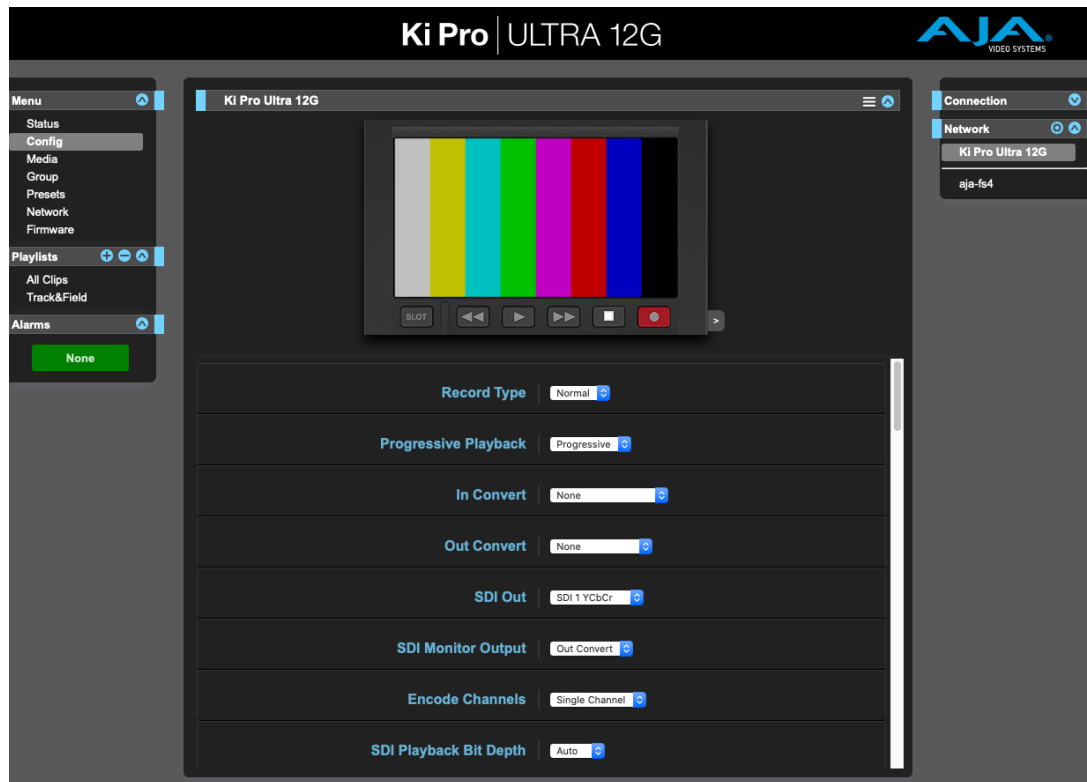 Ki Pro ULTRA 12G
AJA
VIDEO SYSTEMS
Menu
Status
Config
Media
Group
Presets
Network
Firmware
Playlists
All Clips
Track&Field
Alarms
None
Ki Pro Ultra 12G
SLOT
>
Record Type Normal
Progressive Playback Progressive
In Convert None
Out Convert None
SDI Out SDI 1 YCbCr
SDI Monitor Output Out Convert
Encode Channels Single Channel
SDI Playback Bit Depth Auto
Connection
Network
Ki Pro Ultra 12G
aja-fs4